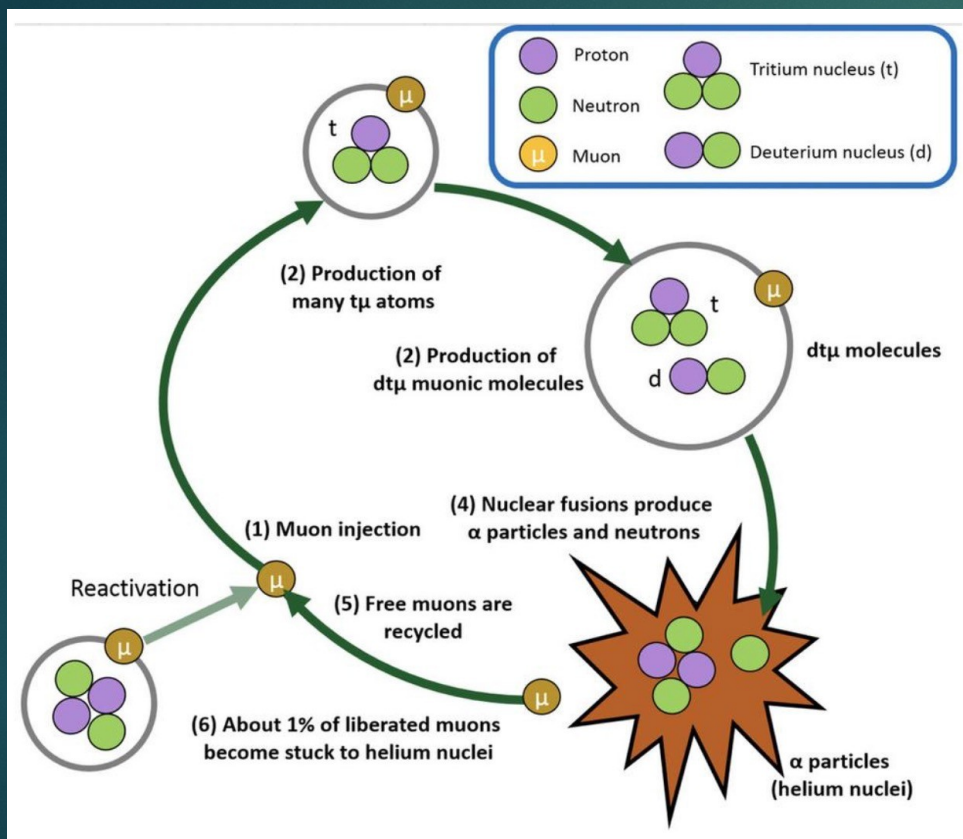 Proton
Neutron
μ
Muon
Tritium nucleus (t)
Deuterium nucleus (d)
μ
t
(2) Production of
many tμ atoms
μ
t
d
dtμ molecules
(2) Production of
dtμ muonic molecules
(4) Nuclear fusions produce
α particles and neutrons
(1) Muon injection
μ
Reactivation
μ
(5) Free muons are
recycled
μ
(6) About 1% of liberated muons
become stuck to helium nuclei
α particles
(helium nuclei)